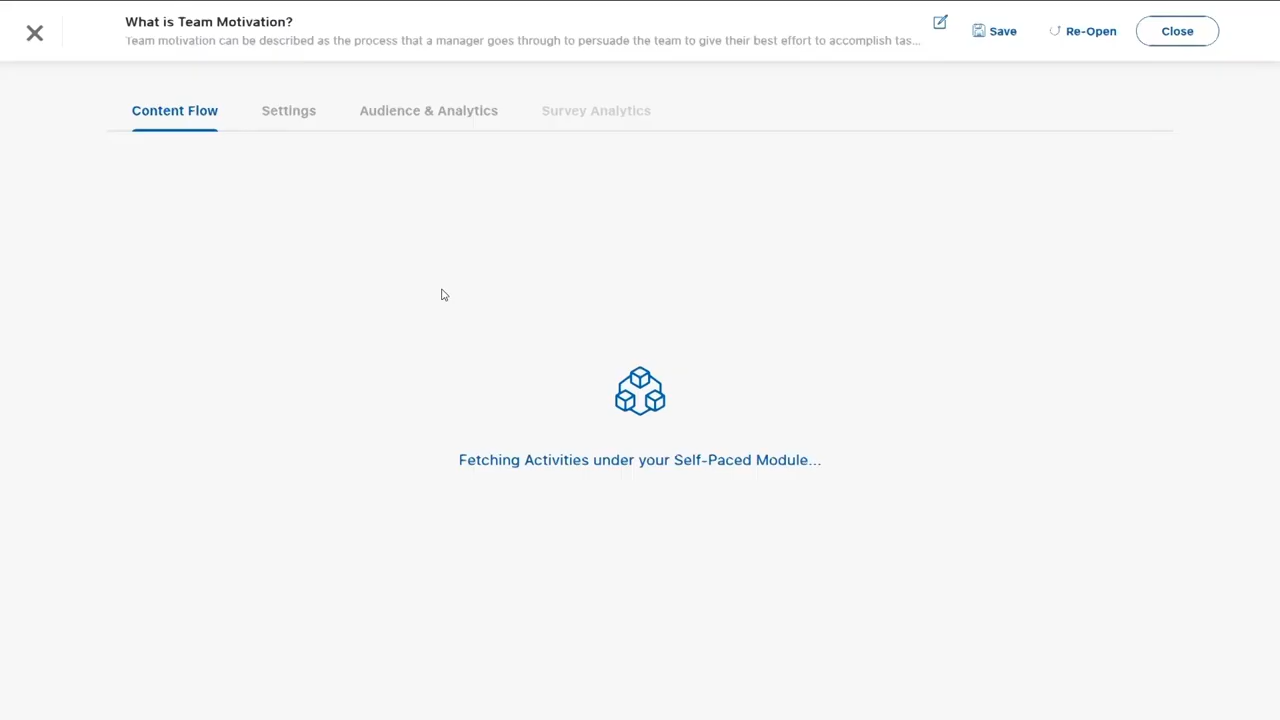 What is Team Motivation?
Team motivation can be described as the process that a manager goes through to persuade the team to give their best effort to accomplish tas...
Save
Re-Open
Close
Content Flow
Settings
Audience & Analytics
Survey Analytics
Fetching Activities under your Self-Paced Module...